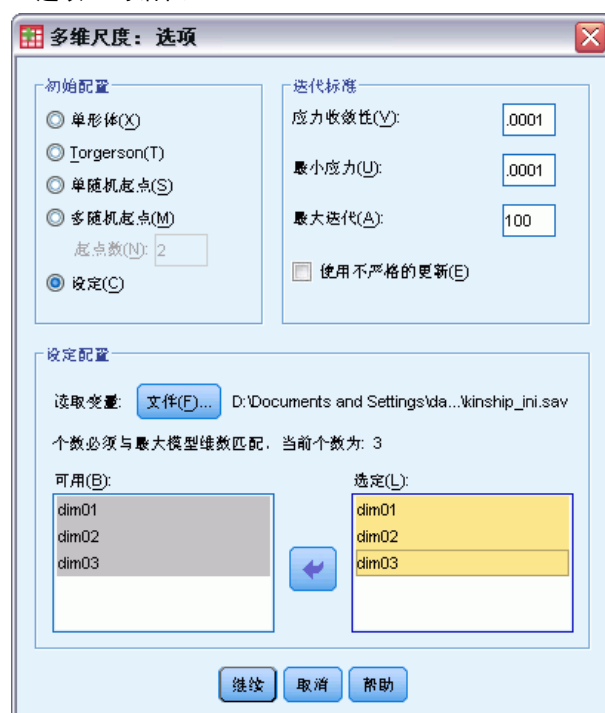 多维尺度：选项
初始配置
单形体(X)
Torgerson(T)
单随机起点(S)
多随机起点(M)
起点数(N): 2
设定(C)
迭代标准
应力收敛性(V): .0001
最小应力(U): .0001
最大迭代(A): 100
使用不严格的更新(E)
设定配置
读取变量: 文件(F)... D:\Documents and Settings\da...\kinship_ini.sav
个数必须与最大模型维数匹配，当前个数为: 3
可用(B):
dim01
dim02
dim03
选定(L):
dim01
dim02
dim03
继续 取消 帮助